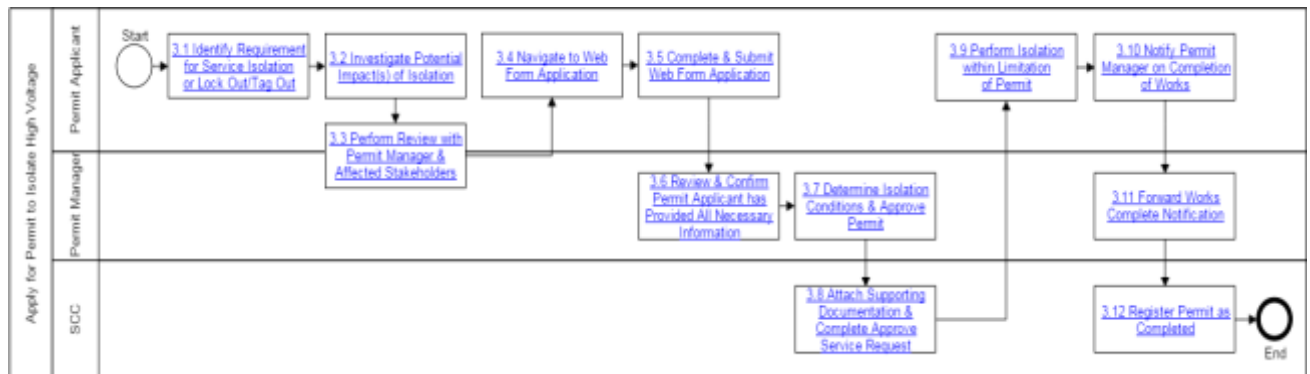 Apply for Permit to Isolate High Voltage
Permit Applicant
Start
3.1 Identify Requirement
for Service Isolation
or Lock Out/Tag Out
3.2 Investigate Potential
Impact(s) of Isolation
3.3 Perform Review with
Permit Manager &
Affected Stakeholders
3.4 Navigate to Web
Form Application
3.5 Complete & Submit
Web Form Application
3.9 Perform Isolation
within Limitation
of Permit
3.10 Notify Permit
Manager on Completion
of Works
Permit Manager
3.6 Review & Confirm
Permit Applicant has
Provided All Necessary
Information
3.7 Determine Isolation
Conditions & Approve
Permit
3.11 Forward Works
Complete Notification
SCC
3.8 Attach Supporting
Documentation &
Complete Approve
Service Request
3.12 Register Permit as
Completed
End